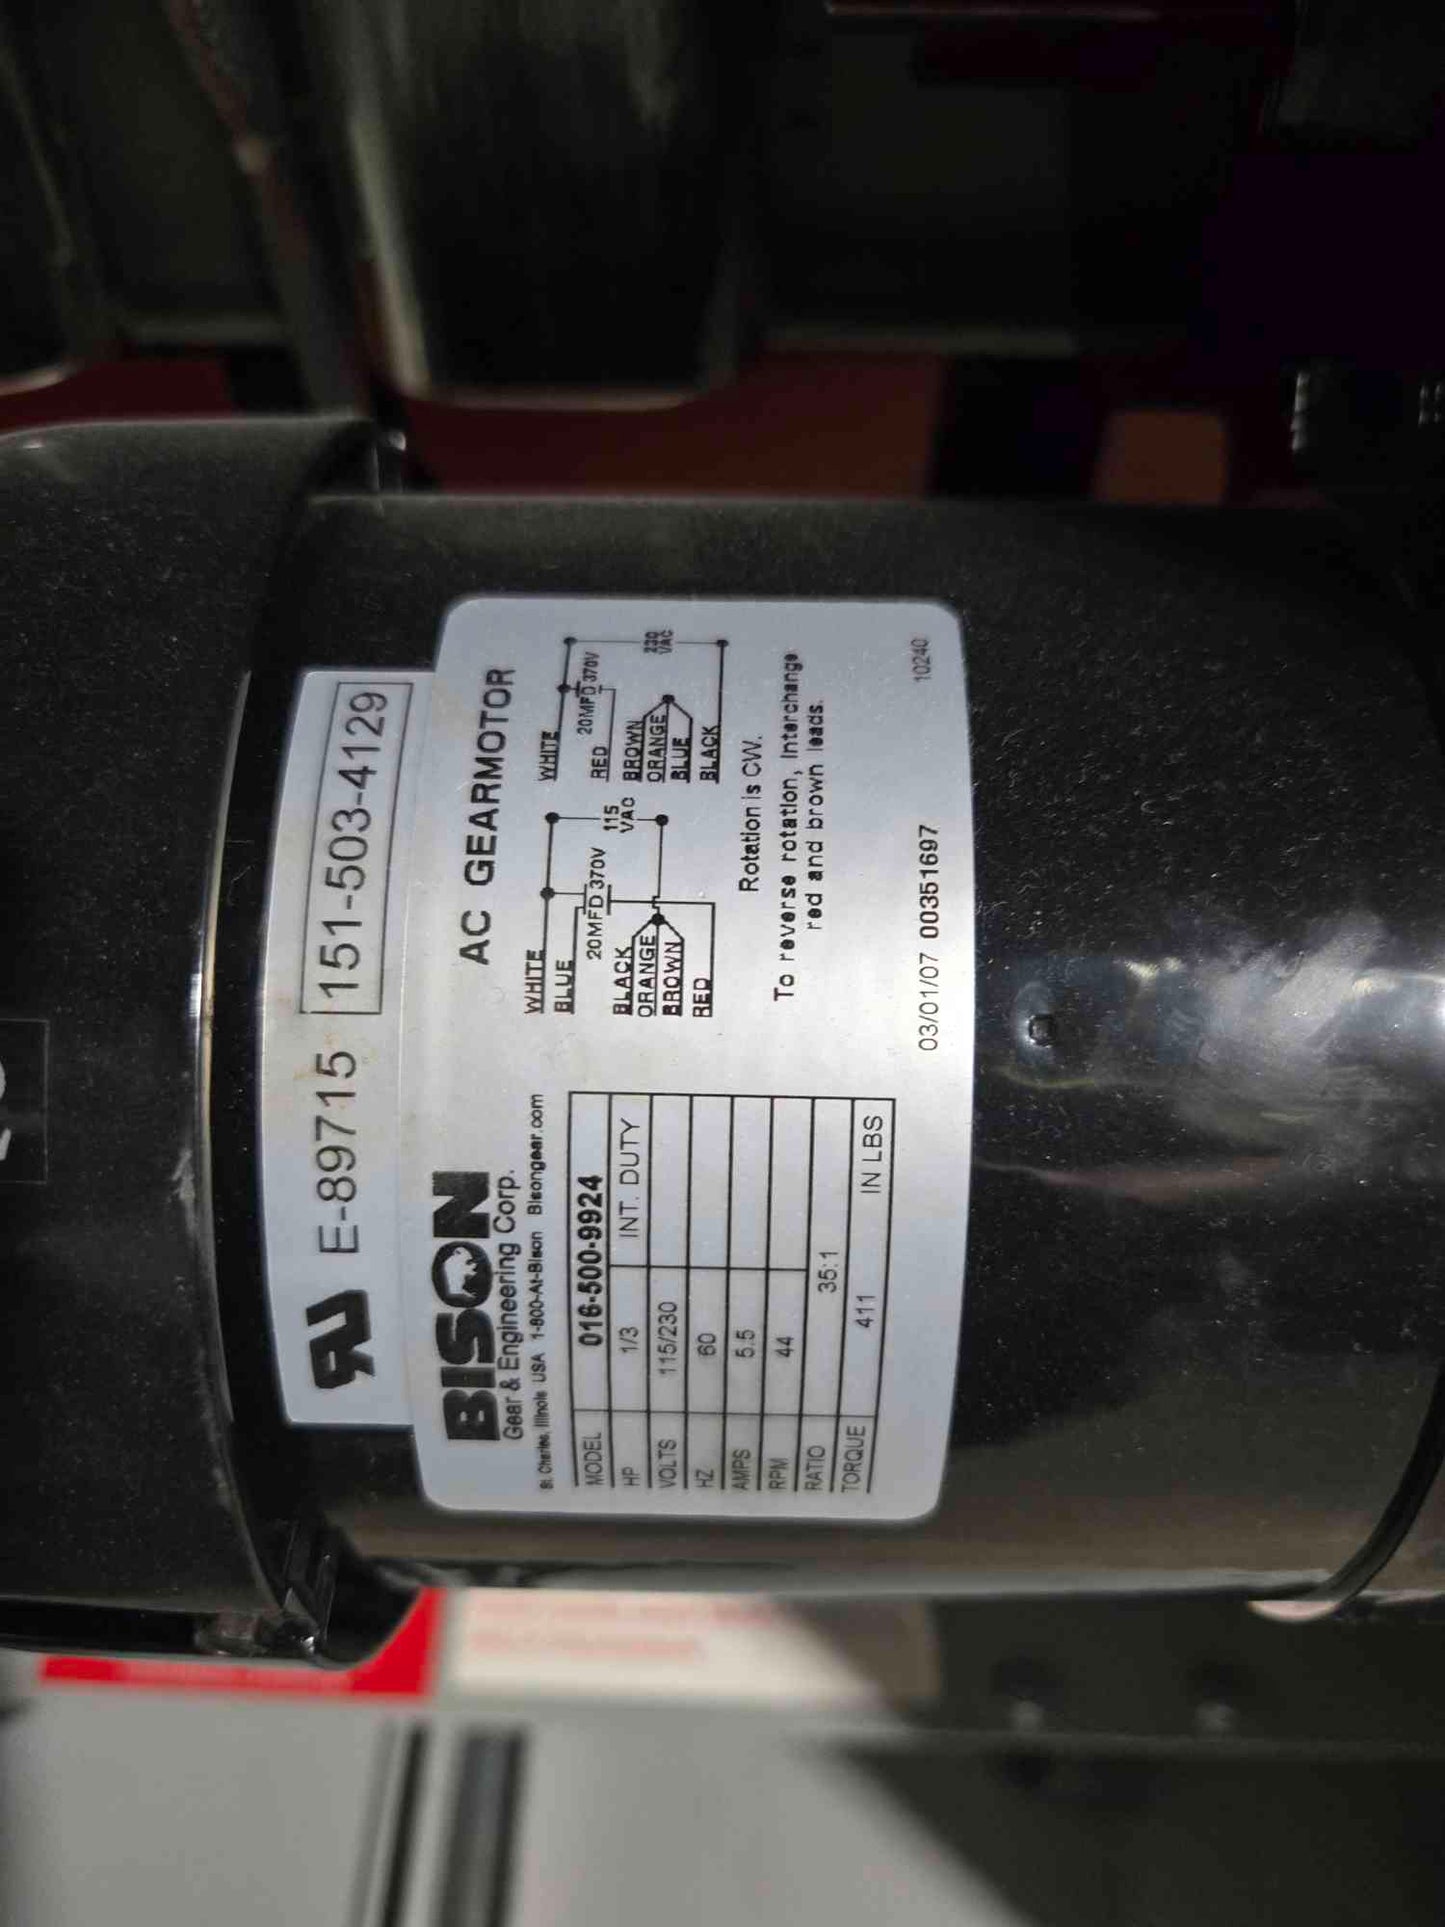 E-89715 151-503-4129
BISON
Gear & Engineering Corp.
St. Charles, Illinois USA 1-800-At-Bison Bisongear.com
MODEL 016-500-9924
HP 1/3 INT. DUTY
VOLTS 115/230
HZ 60
AMPS 5.5
RPM 44
RATIO 35:1
TORQUE 411 IN LBS
AC GEARMOTOR
WHITE
BLUE
20MFD 370V
115
VAC
BLACK
ORANGE
BROWN
RED
WHITE
20MFD 370V
RED
BROWN
ORANGE
BLUE
BLACK
230
VAC
Rotation is CW.
To reverse rotation, interchange
red and brown leads.
03/01/07 00351697
10240